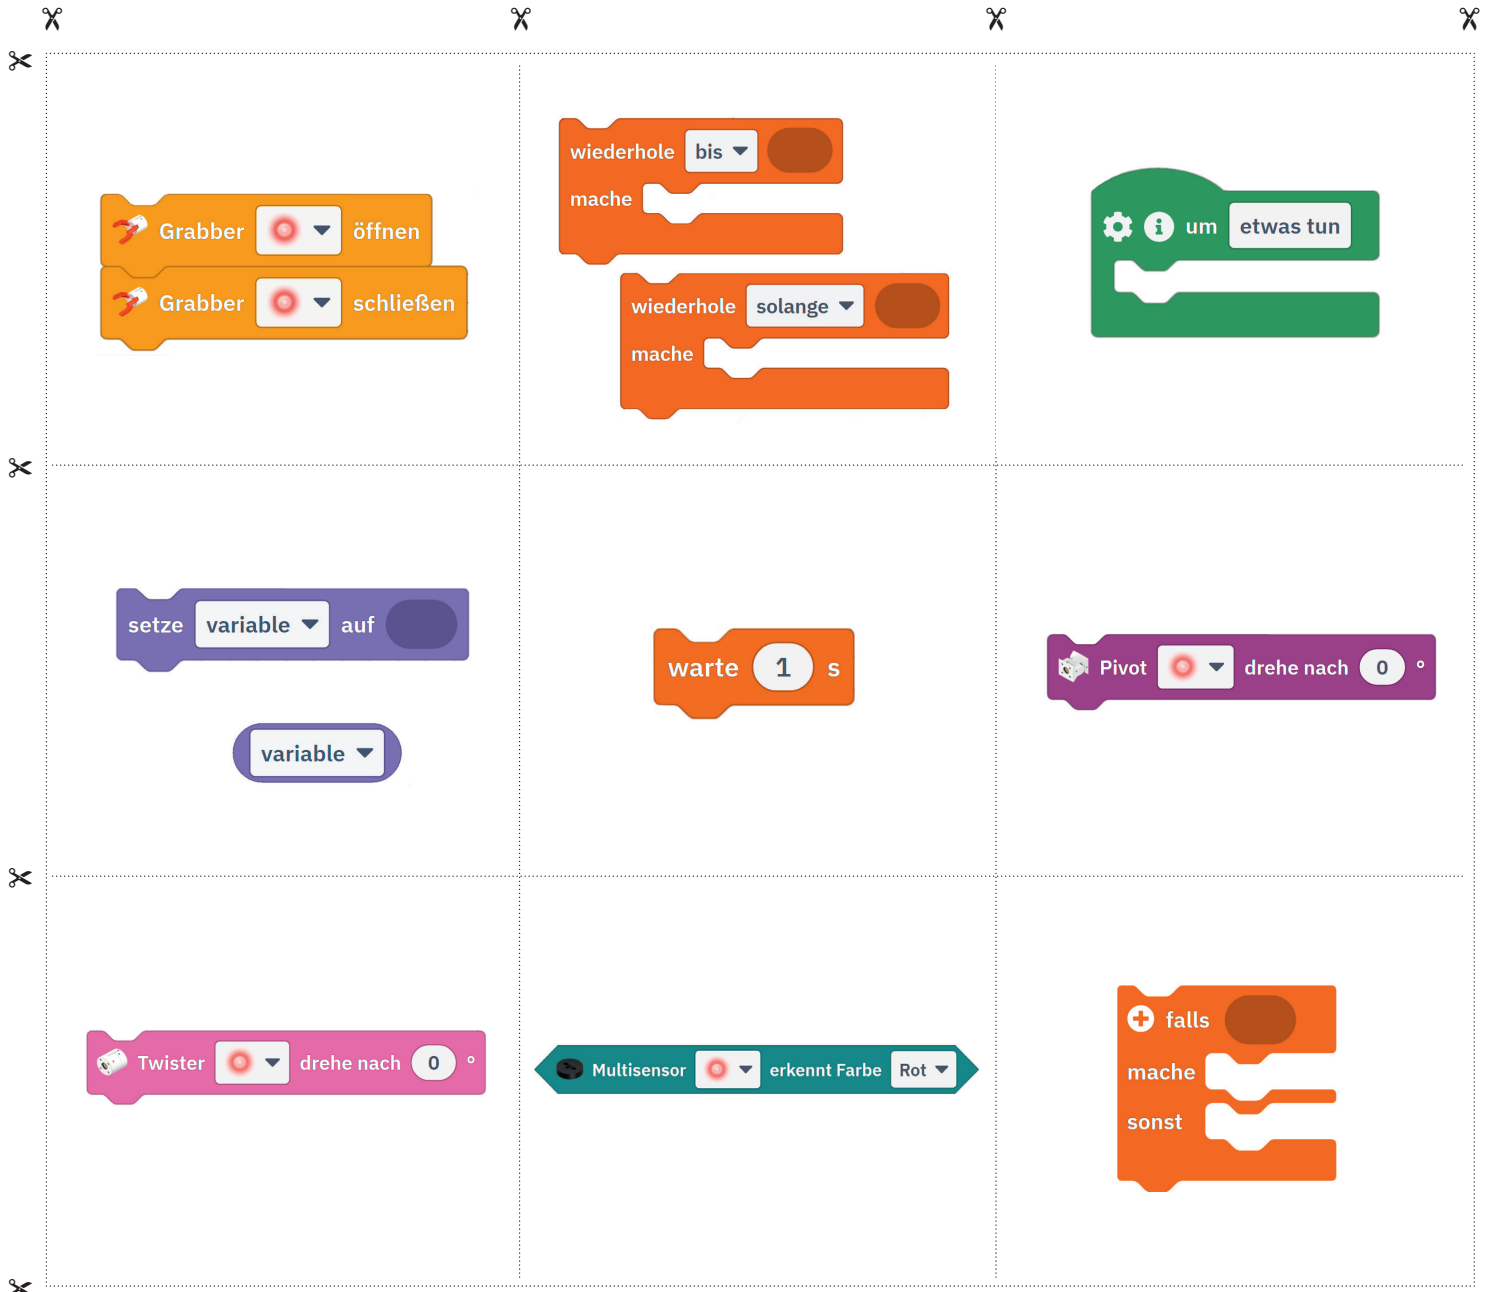 Grabber öffnen
Grabber schließen
wiederhole bis
mache
wiederhole solange
mache
um etwas tun
setze variable auf
variable
warte 1 s
Pivot drehe nach 0 °
Twister drehe nach 0 °
Multisensor erkennt Farbe Rot
falls
mache
sonst